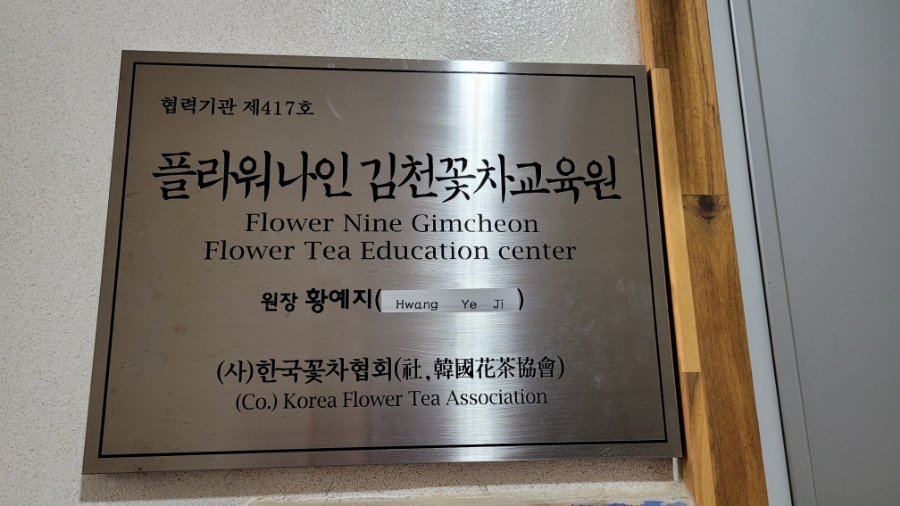 협력기관 제417호
플라워나인 김천꽃차교육원
Flower Nine Gimcheon
Flower Tea Education center
원장 황예지( Hwang Ye Ji )
(사)한국꽃차협회(社,韓國花茶協會)
(Co.) Korea Flower Tea Association